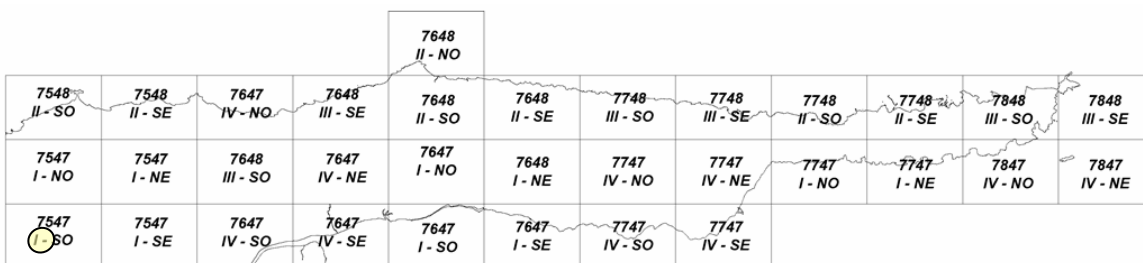 7648
II - NO
7548
II - SO
7548
II - SE
7647
IV - NO
7648
III - SE
7648
II - SO
7648
II - SE
7748
III - SO
7748
III - SE
7748
II - SO
7748
II - SE
7848
III - SO
7848
III - SE
7547
I - NO
7547
I - NE
7648
III - SO
7647
IV - NE
7647
I - NO
7648
I - NE
7747
IV - NO
7747
IV - NE
7747
I - NO
7747
I - NE
7847
IV - NO
7847
IV - NE
7547
I - SO
7547
I - SE
7647
IV - SO
7647
IV - SE
7647
I - SO
7647
I - SE
7747
IV - SO
7747
IV - SE